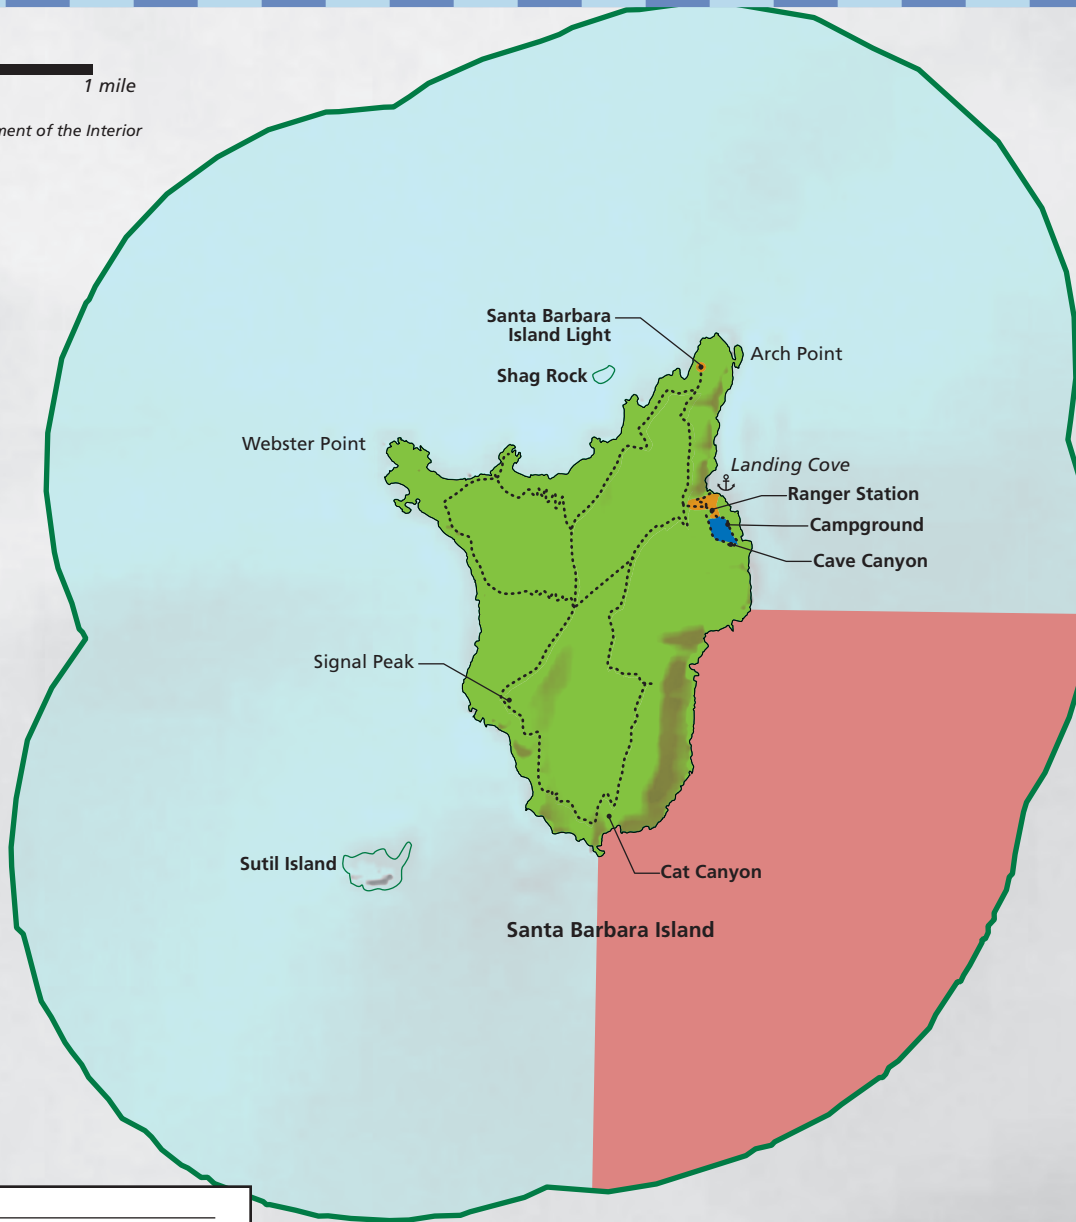 1 mile
of the Interior
Santa Barbara
Island Light
Arch Point
Shag Rock
Webster Point
Landing Cove
Ranger Station
Campground
Cave Canyon
Signal Peak
Sutil Island
Cat Canyon
Santa Barbara Island